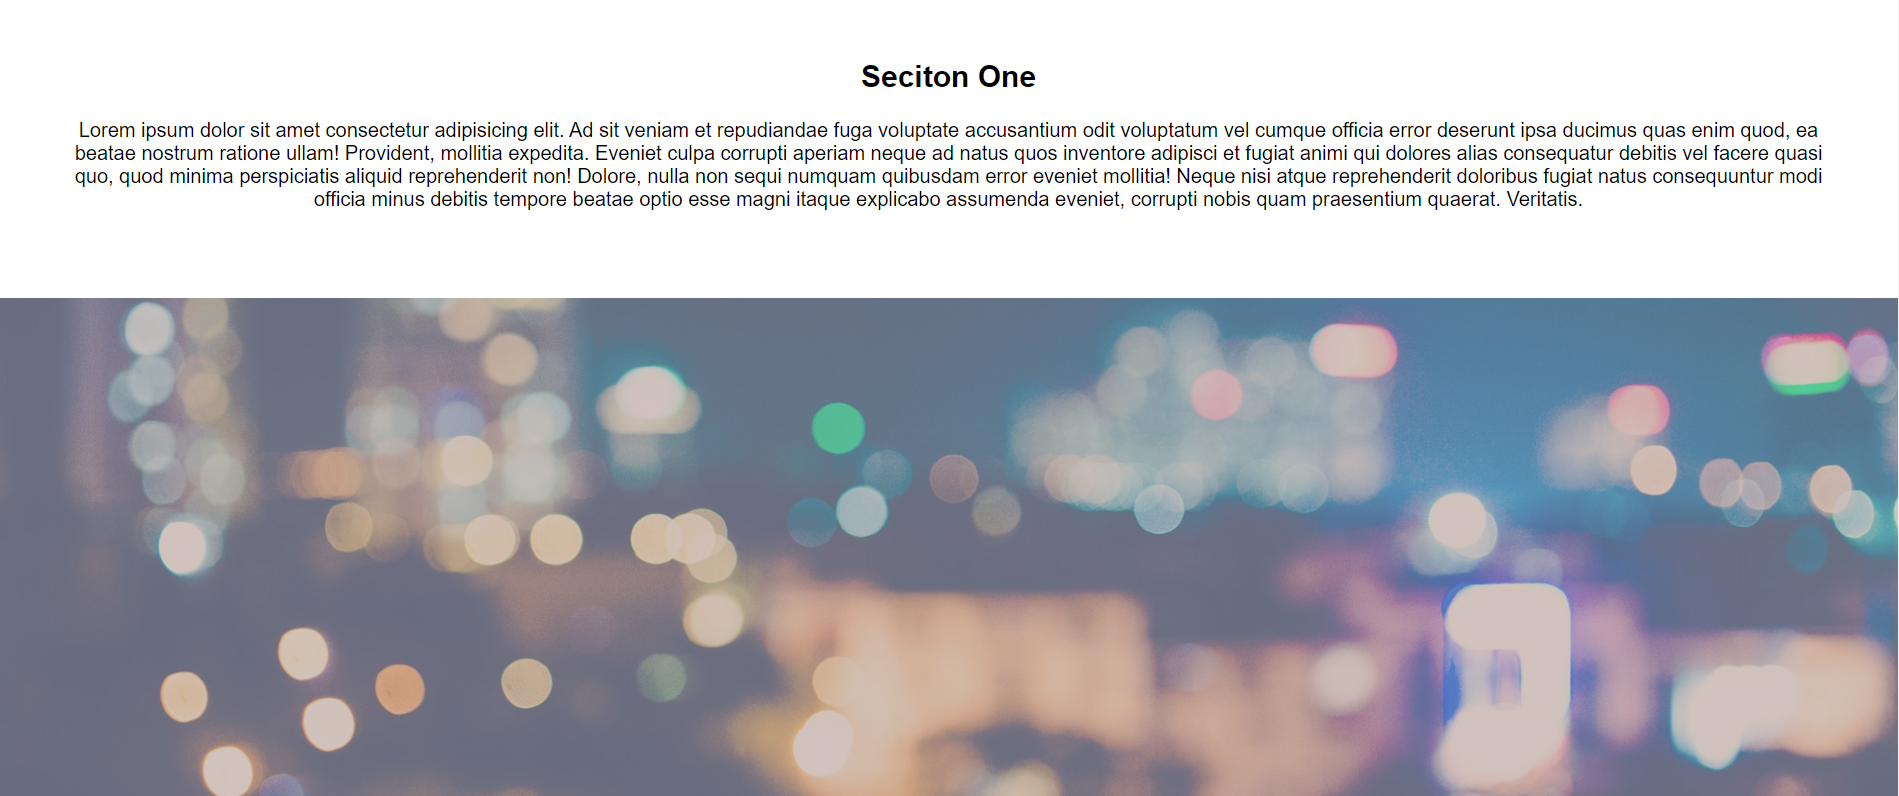 Seciton One
Lorem ipsum dolor sit amet consectetur adipisicing elit. Ad sit veniam et repudiandae fuga voluptate accusantium odit voluptatum vel cumque officia error deserunt ipsa ducimus quas enim quod, ea
beatae nostrum ratione ullam! Provident, mollitia expedita. Eveniet culpa corrupti aperiam neque ad natus quos inventore adipisci et fugiat animi qui dolores alias consequatur debitis vel facere quasi
quo, quod minima perspiciatis aliquid reprehenderit non! Dolore, nulla non sequi numquam quibusdam error eveniet mollitia! Neque nisi atque reprehenderit doloribus fugiat natus consequuntur modi
officia minus debitis tempore beatae optio esse magni itaque explicabo assumenda eveniet, corrupti nobis quam praesentium quaerat. Veritatis.